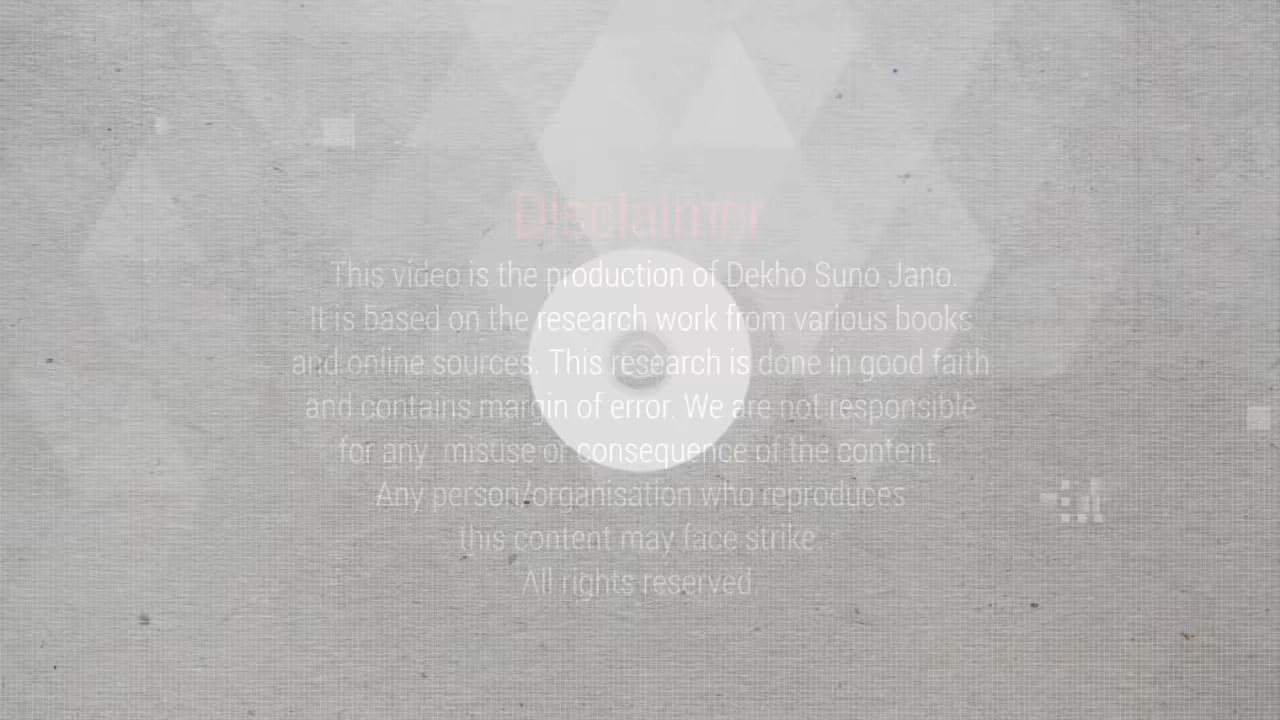 Disclaimer
This video is the production of Dekho Suno Jano.
It is based on the research work from various books
and online sources. This research is done in good faith
and contains margin of error. We are not responsible
for any misuse or consequence of the content.
Any person/organisation who reproduces
this content may face strike.
All rights reserved.